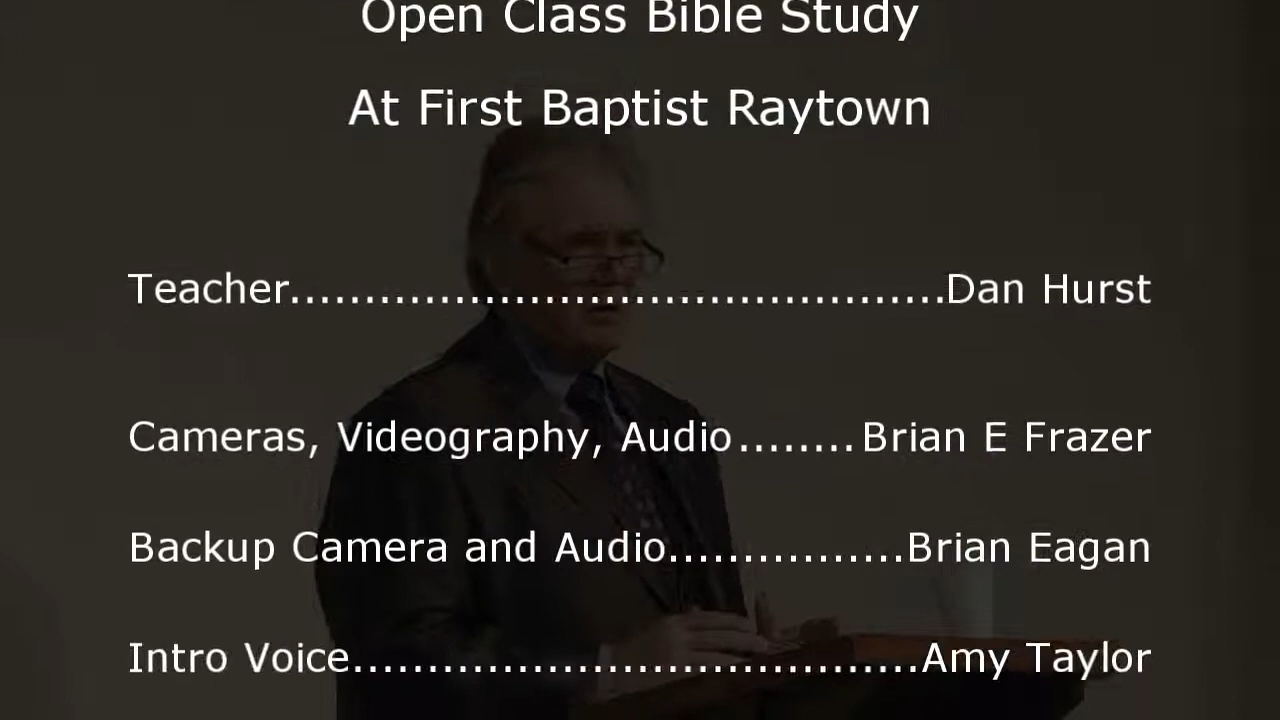 Open Class Bible Study
At First Baptist Raytown
Teacher............................................Dan Hurst
Cameras, Videography, Audio........Brian E Frazer
Backup Camera and Audio................Brian Eagan
Intro Voice......................................Amy Taylor